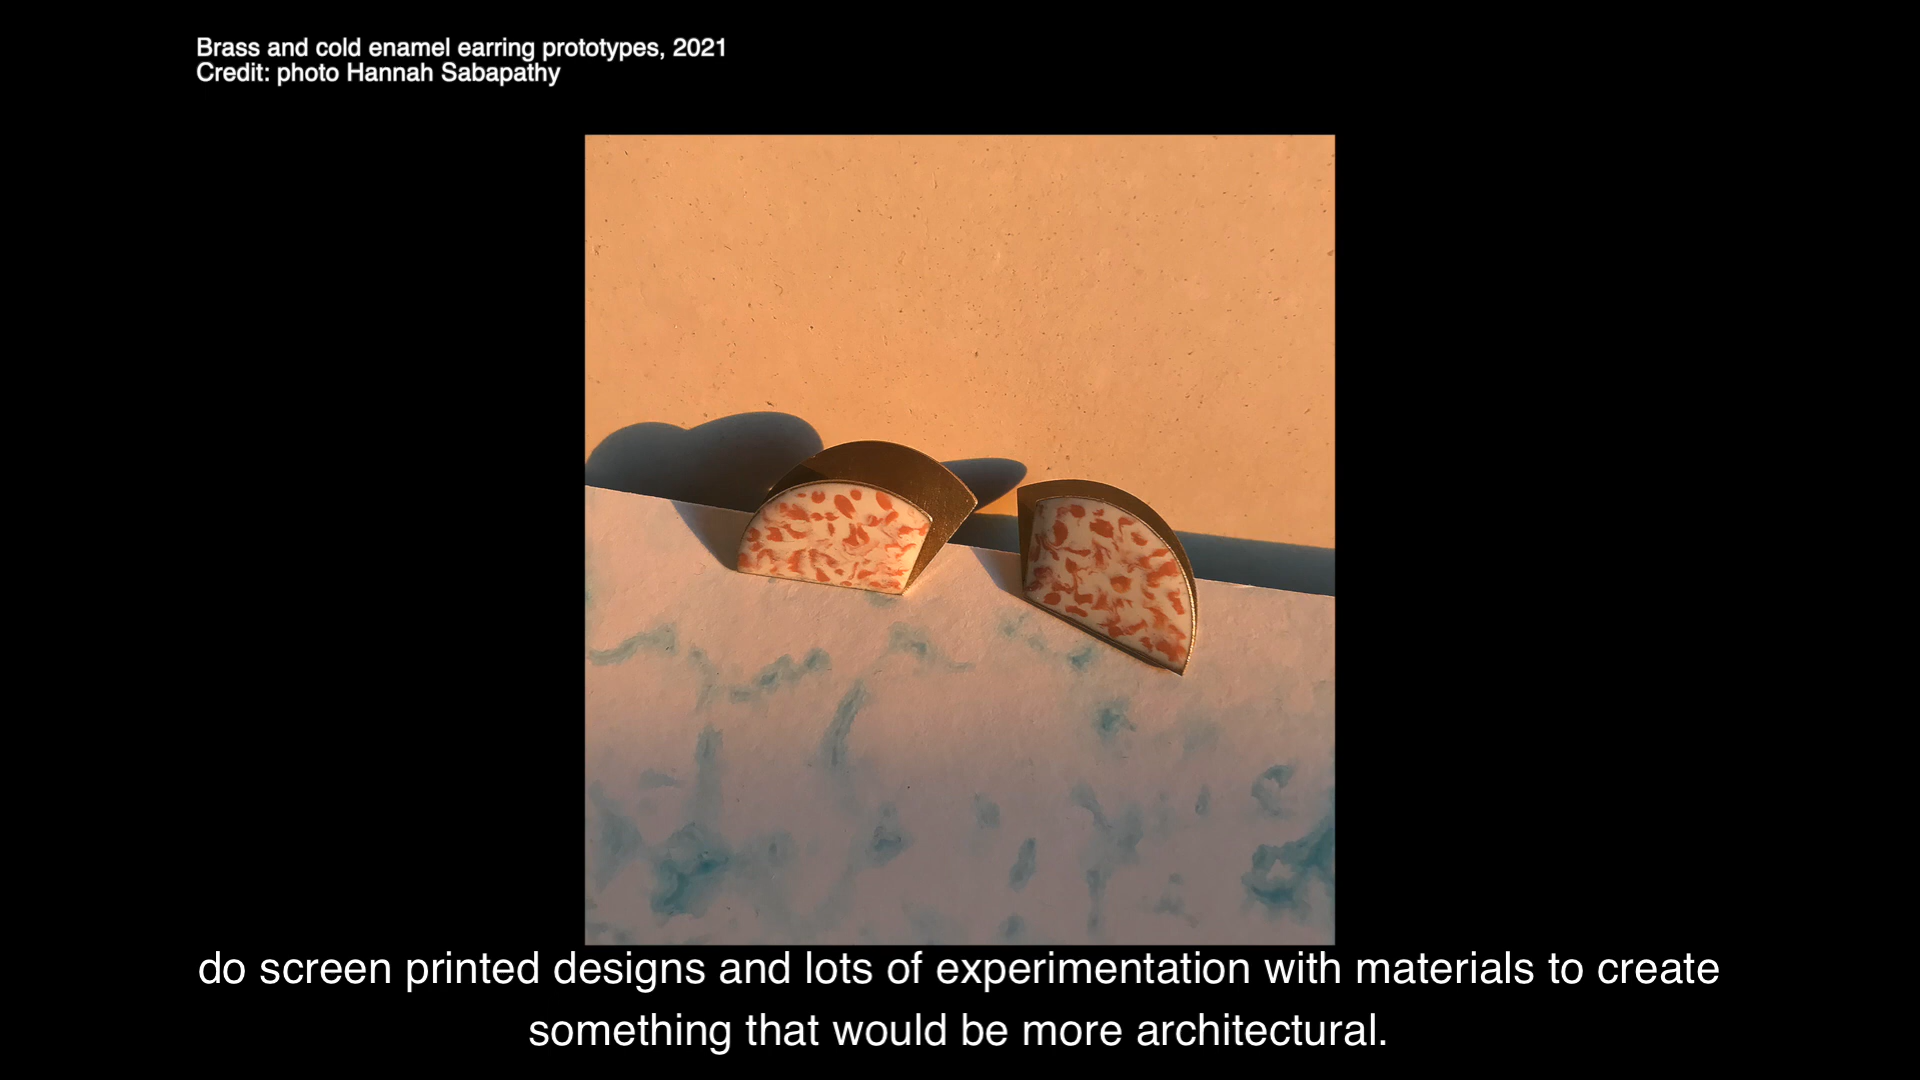 Brass and cold enamel earring prototypes, 2021
Credit: photo Hannah Sabapathy
do screen printed designs and lots of experimentation with materials to create
something that would be more architectural.